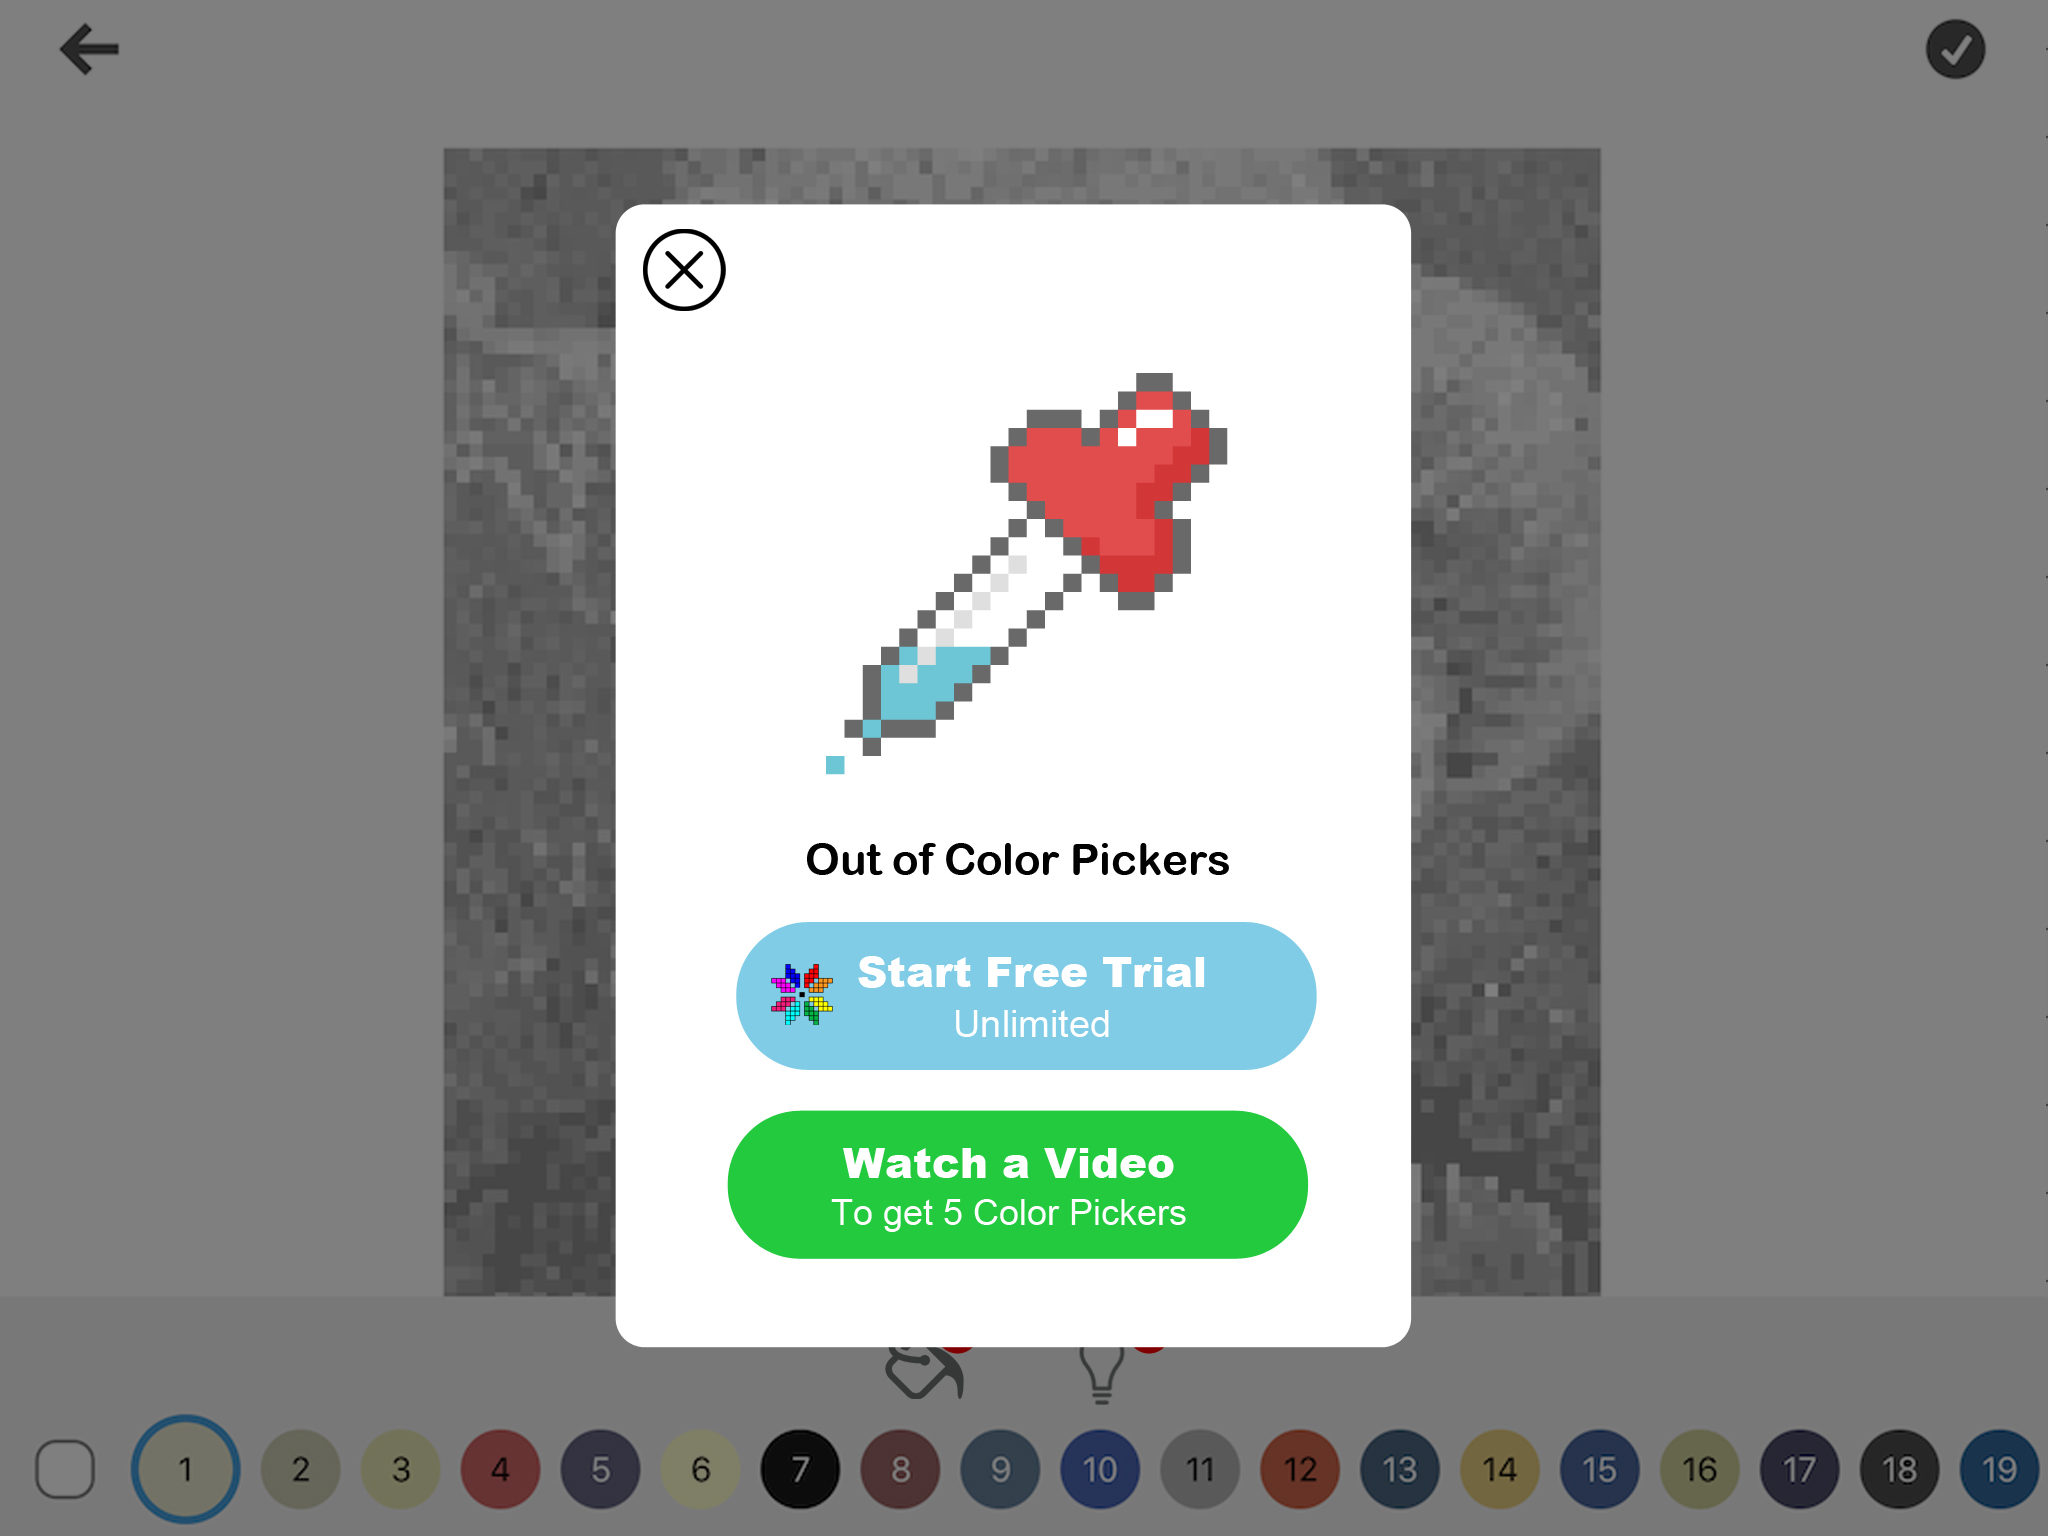 Out of Color Pickers
Start Free Trial
Unlimited
Watch a Video
To get 5 Color Pickers
1 2 3 4 5 6 7 8 9 10 11 12 13 14 15 16 17 18 19